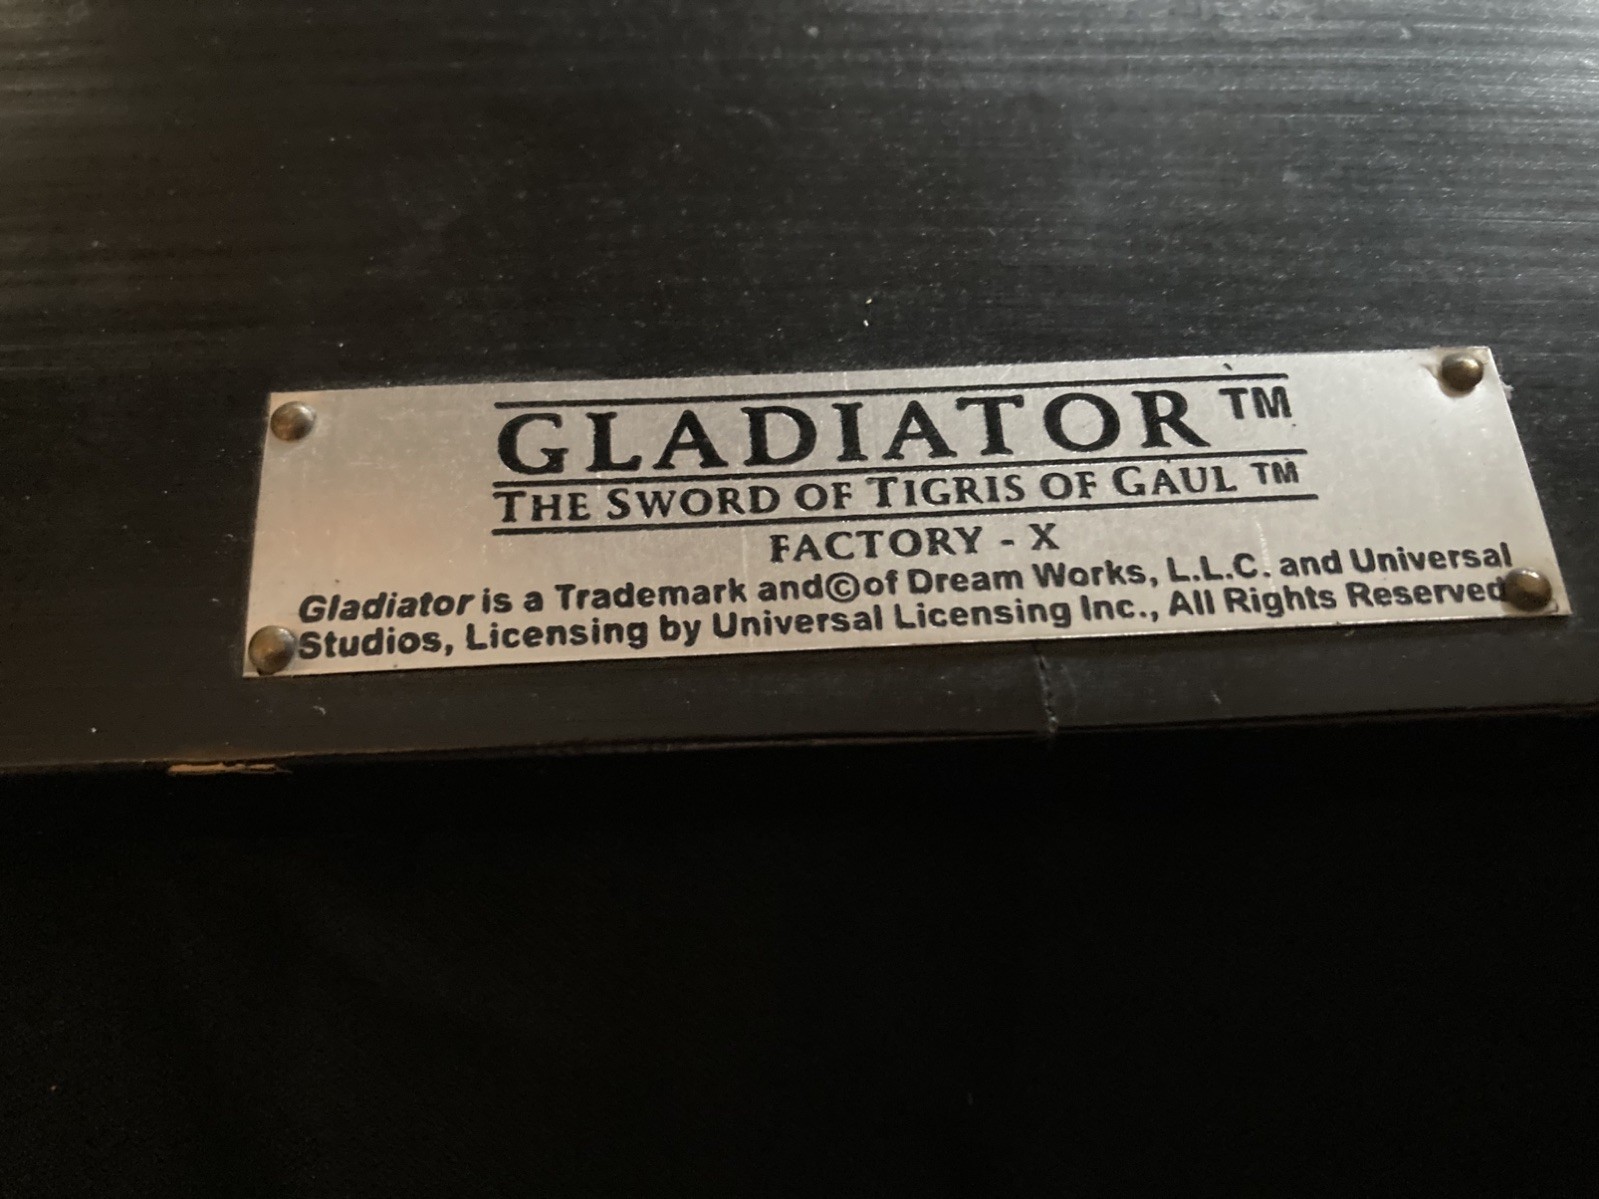 GLADIATOR™
THE SWORD OF TIGRIS OF GAUL™
FACTORY - X
Gladiator is a Trademark and©of Dream Works, L.L.C. and Universal
Studios, Licensing by Universal Licensing Inc., All Rights Reserved